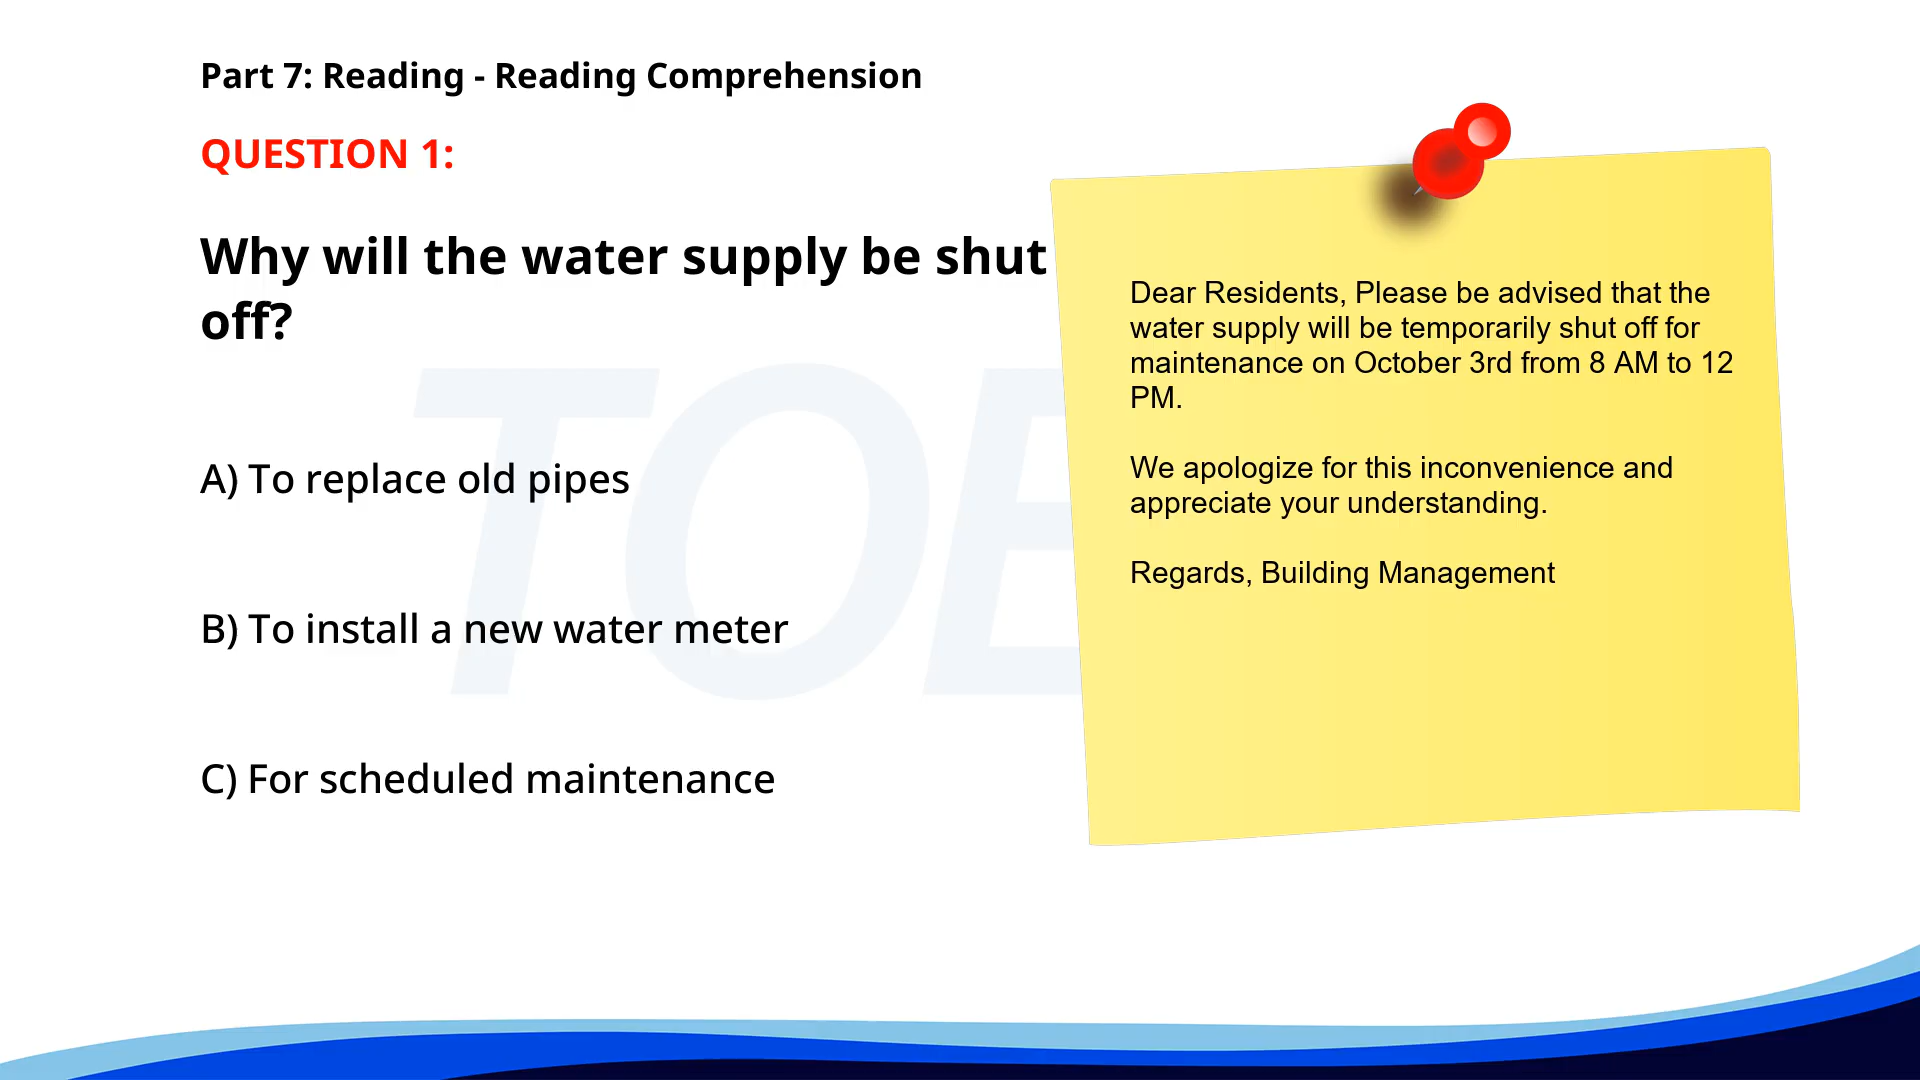 Part 7: Reading - Reading Comprehension
QUESTION 1:
Why will the water supply be shut
off?
A) To replace old pipes
B) To install a new water meter
C) For scheduled maintenance
Dear Residents, Please be advised that the
water supply will be temporarily shut off for
maintenance on October 3rd from 8 AM to 12
PM.
We apologize for this inconvenience and
appreciate your understanding.
Regards, Building Management